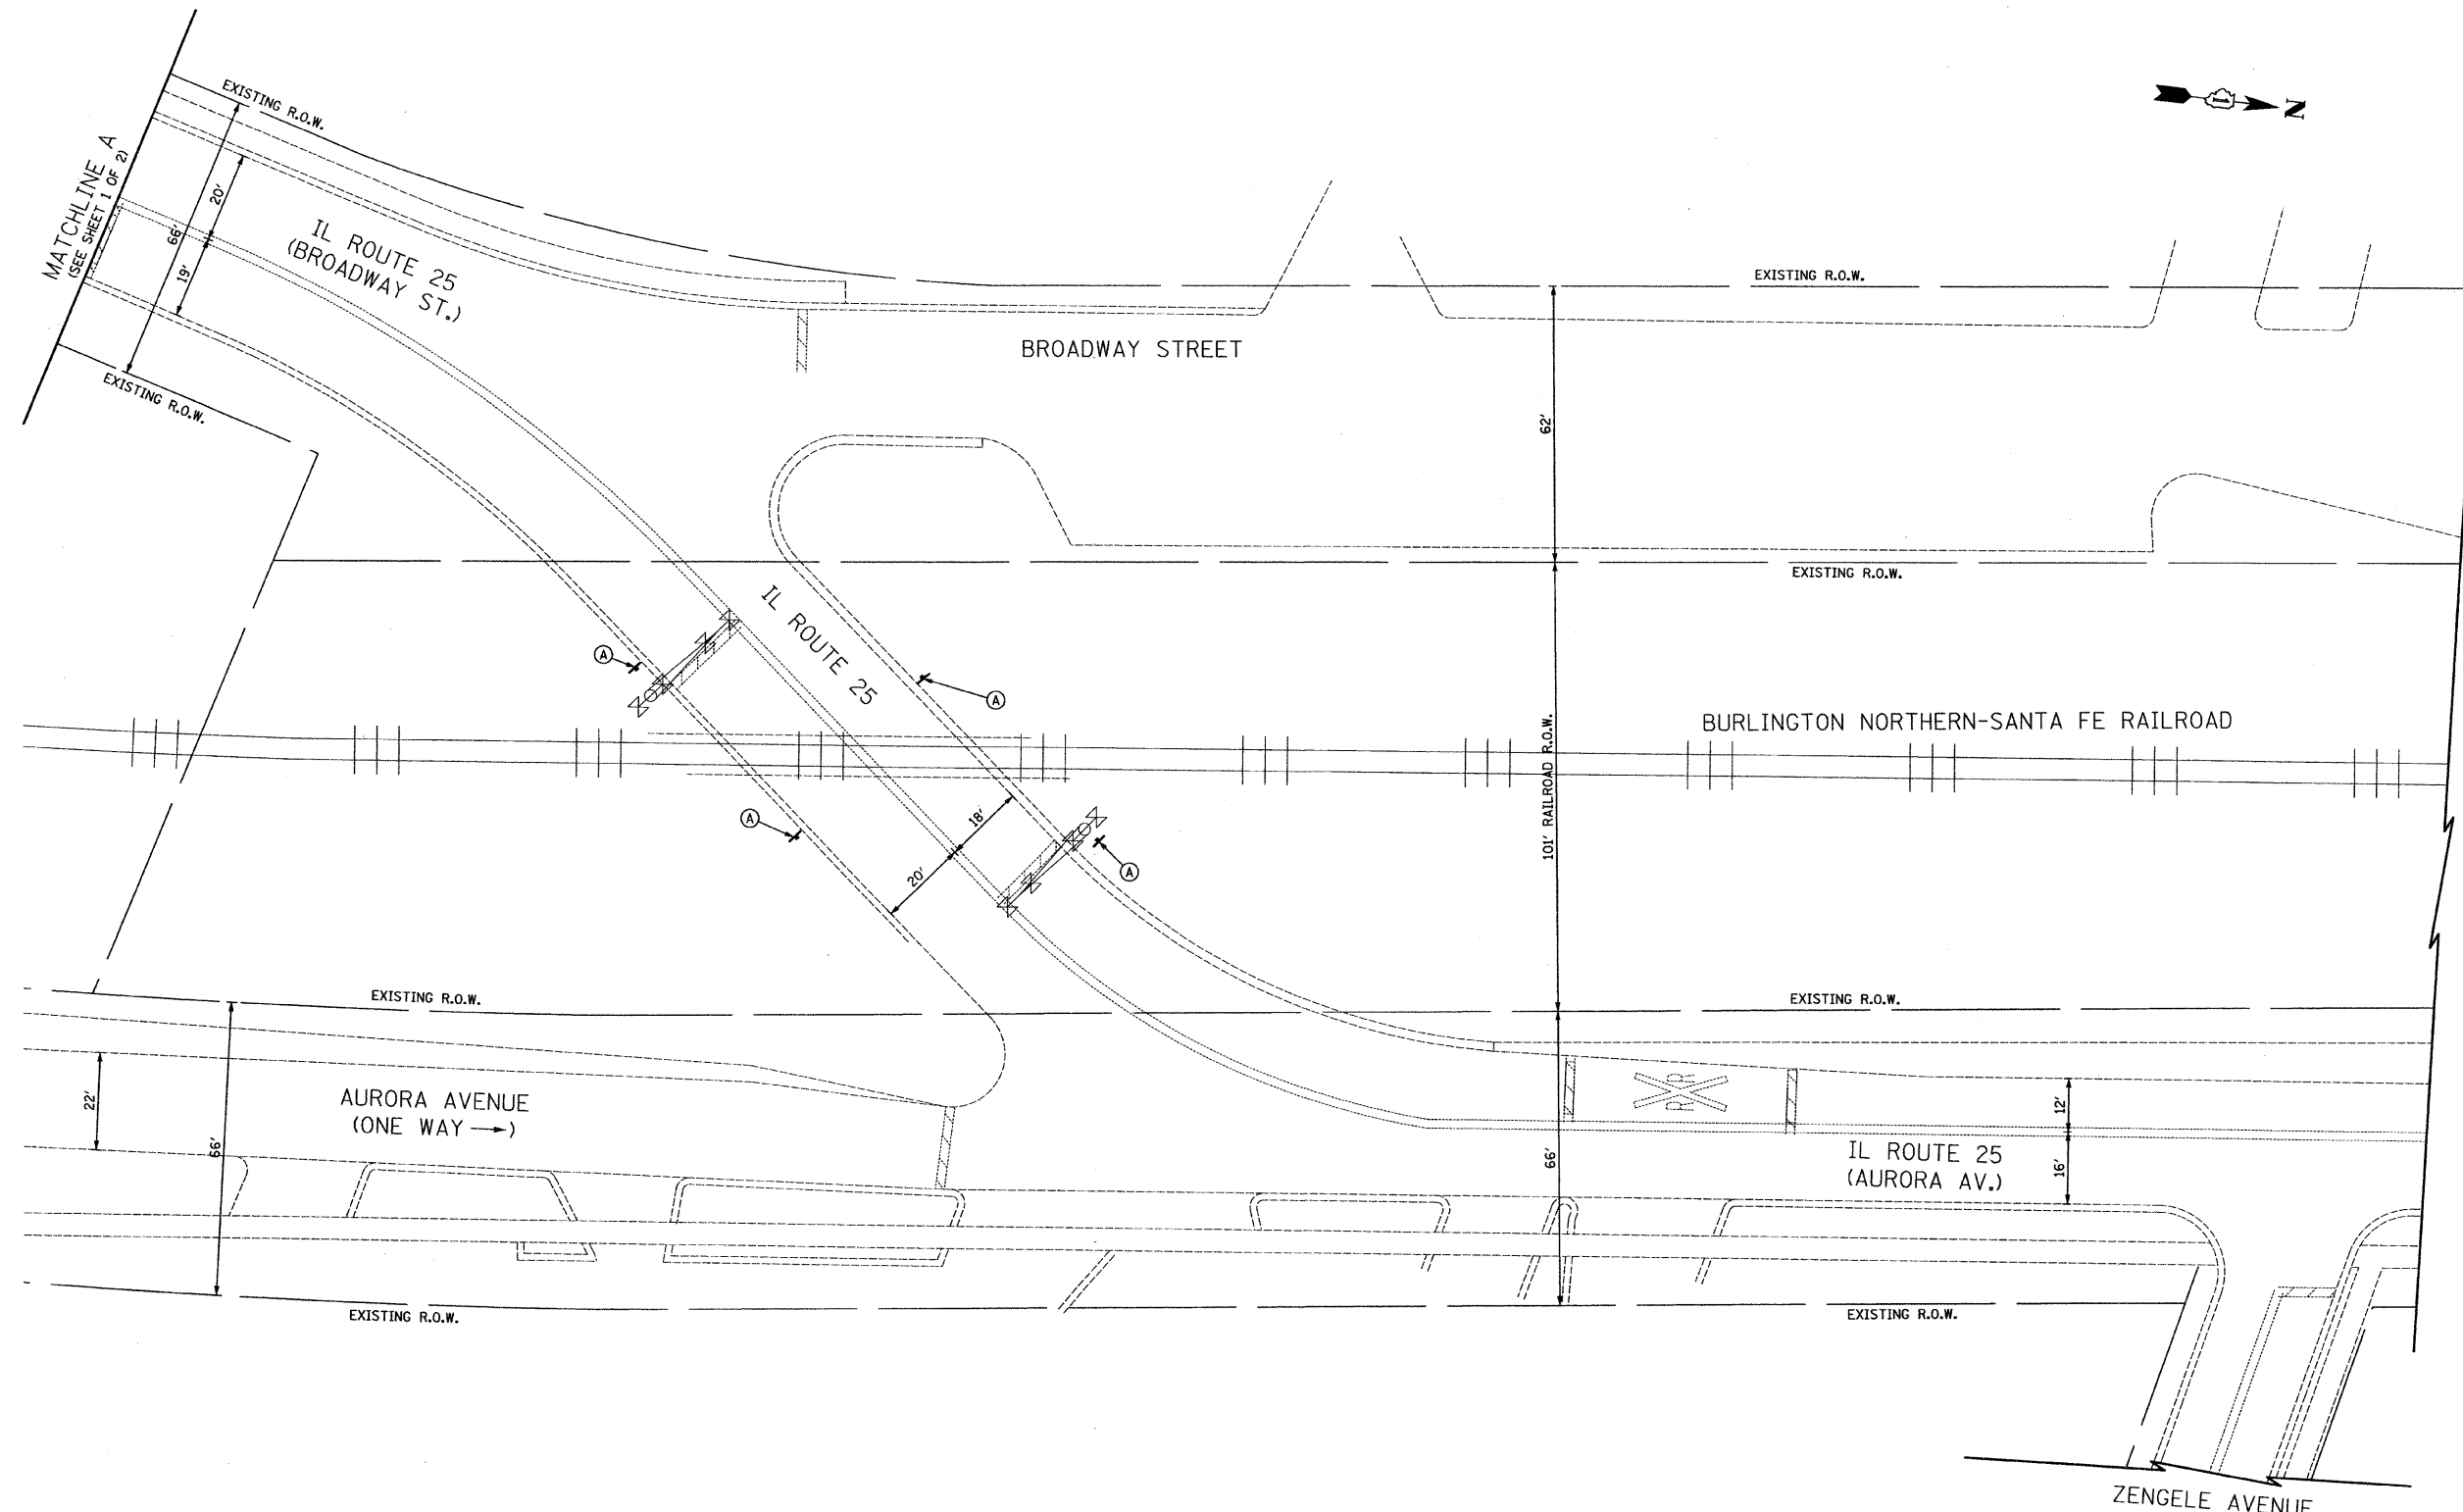 EXISTING R.O.W.
N
MATCHLINE A
(SEE SHEET 1 OF 2)
66'
20'
19'
IL ROUTE 25
(BROADWAY ST.)
EXISTING R.O.W.
EXISTING R.O.W.
BROADWAY STREET
62'
EXISTING R.O.W.
IL ROUTE 25
A
A
A
A
BURLINGTON NORTHERN-SANTA FE RAILROAD
101' RAILROAD R.O.W.
18'
20'
EXISTING R.O.W.
EXISTING R.O.W.
22'
66'
AURORA AVENUE
(ONE WAY →)
R R
12'
16'
66'
IL ROUTE 25
(AURORA AV.)
EXISTING R.O.W.
EXISTING R.O.W.
ZENGELE AVENUE